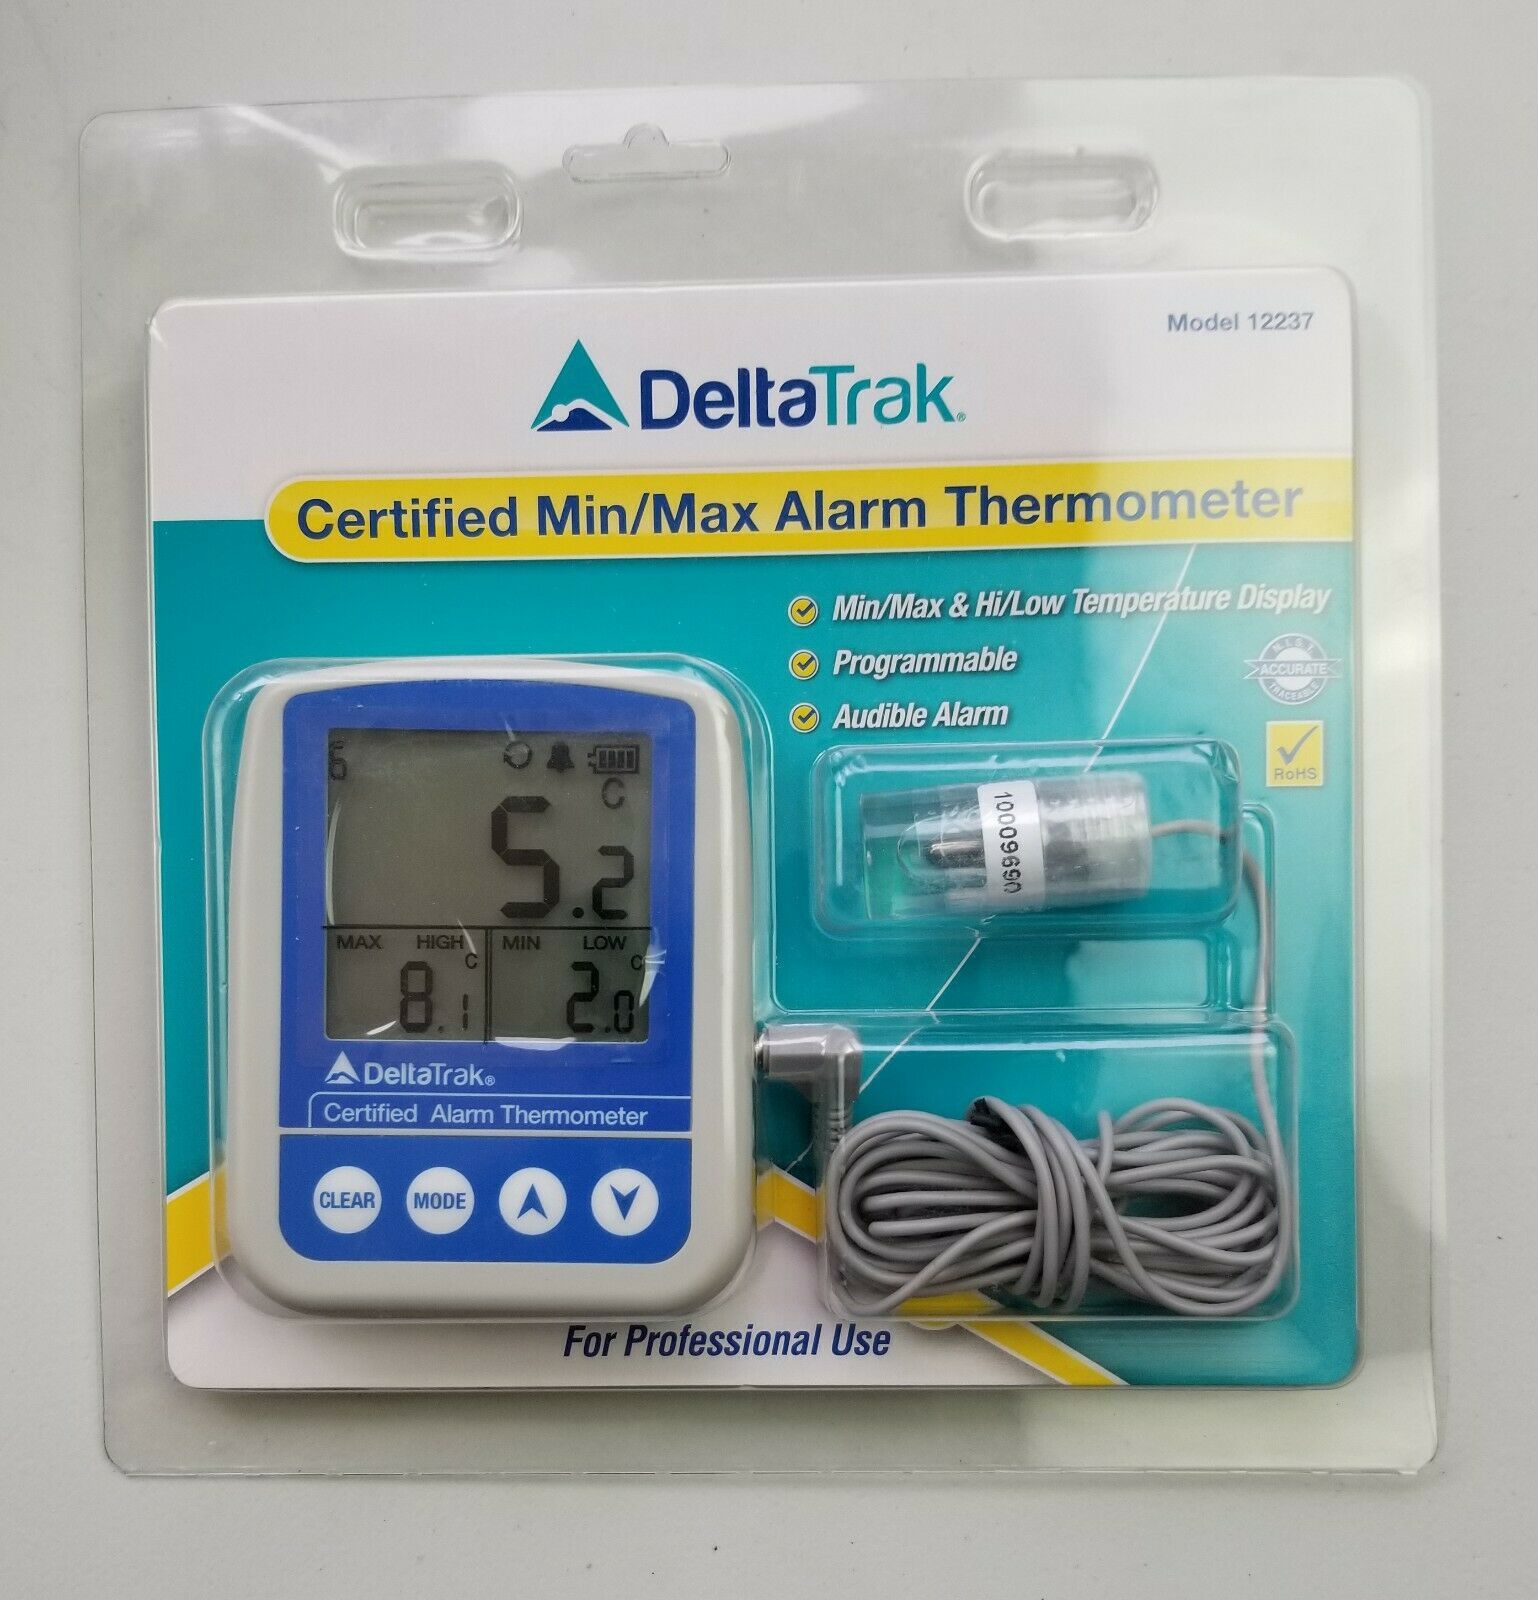 Model 12237
DeltaTrak®
Certified Min/Max Alarm Thermometer
Min/Max & Hi/Low Temperature Display
Programmable
Audible Alarm
N.I.S.T.
ACCURATE
TRACEABLE
RoHS
10009690
6
C
5.2
MAX HIGH MIN LOW
8.1 C 2.0 C
DeltaTrak®
Certified Alarm Thermometer
CLEAR MODE
For Professional Use